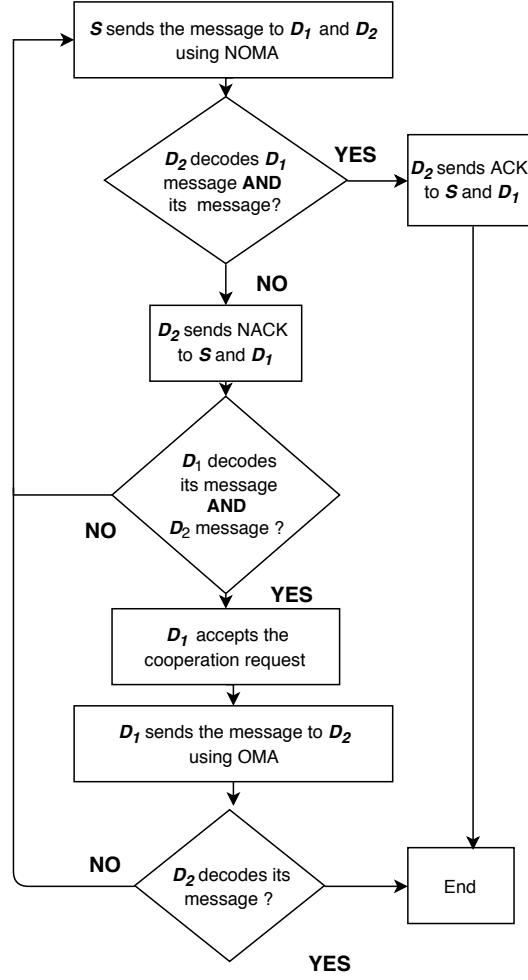 S sends the message to D1 and D2
using NOMA
D2 decodes D1
message AND
its message?
YES
D2 sends ACK
to S and D1
NO
D2 sends NACK
to S and D1
D1 decodes
its message
AND
D2 message ?
NO
YES
D1 accepts the
cooperation request
D1 sends the message to D2
using OMA
NO
D2 decodes its
message ?
End
YES